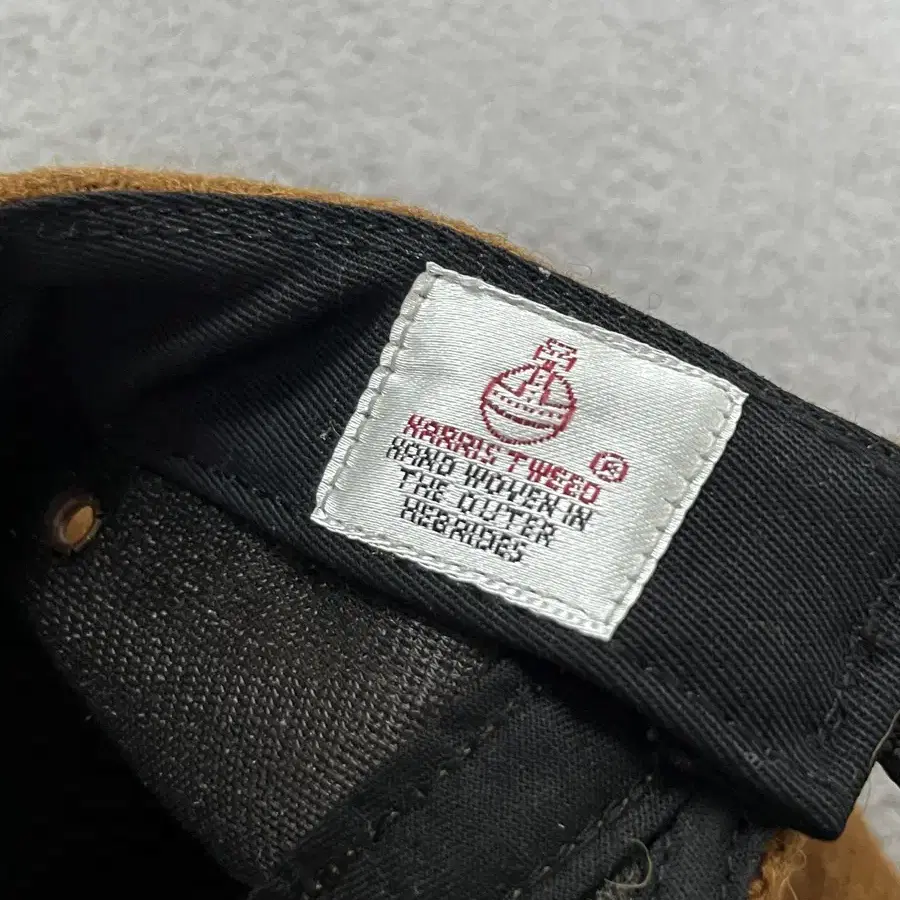 HARRIS TWEED ®
HAND WOVEN IN
THE OUTER
HEBRIDES